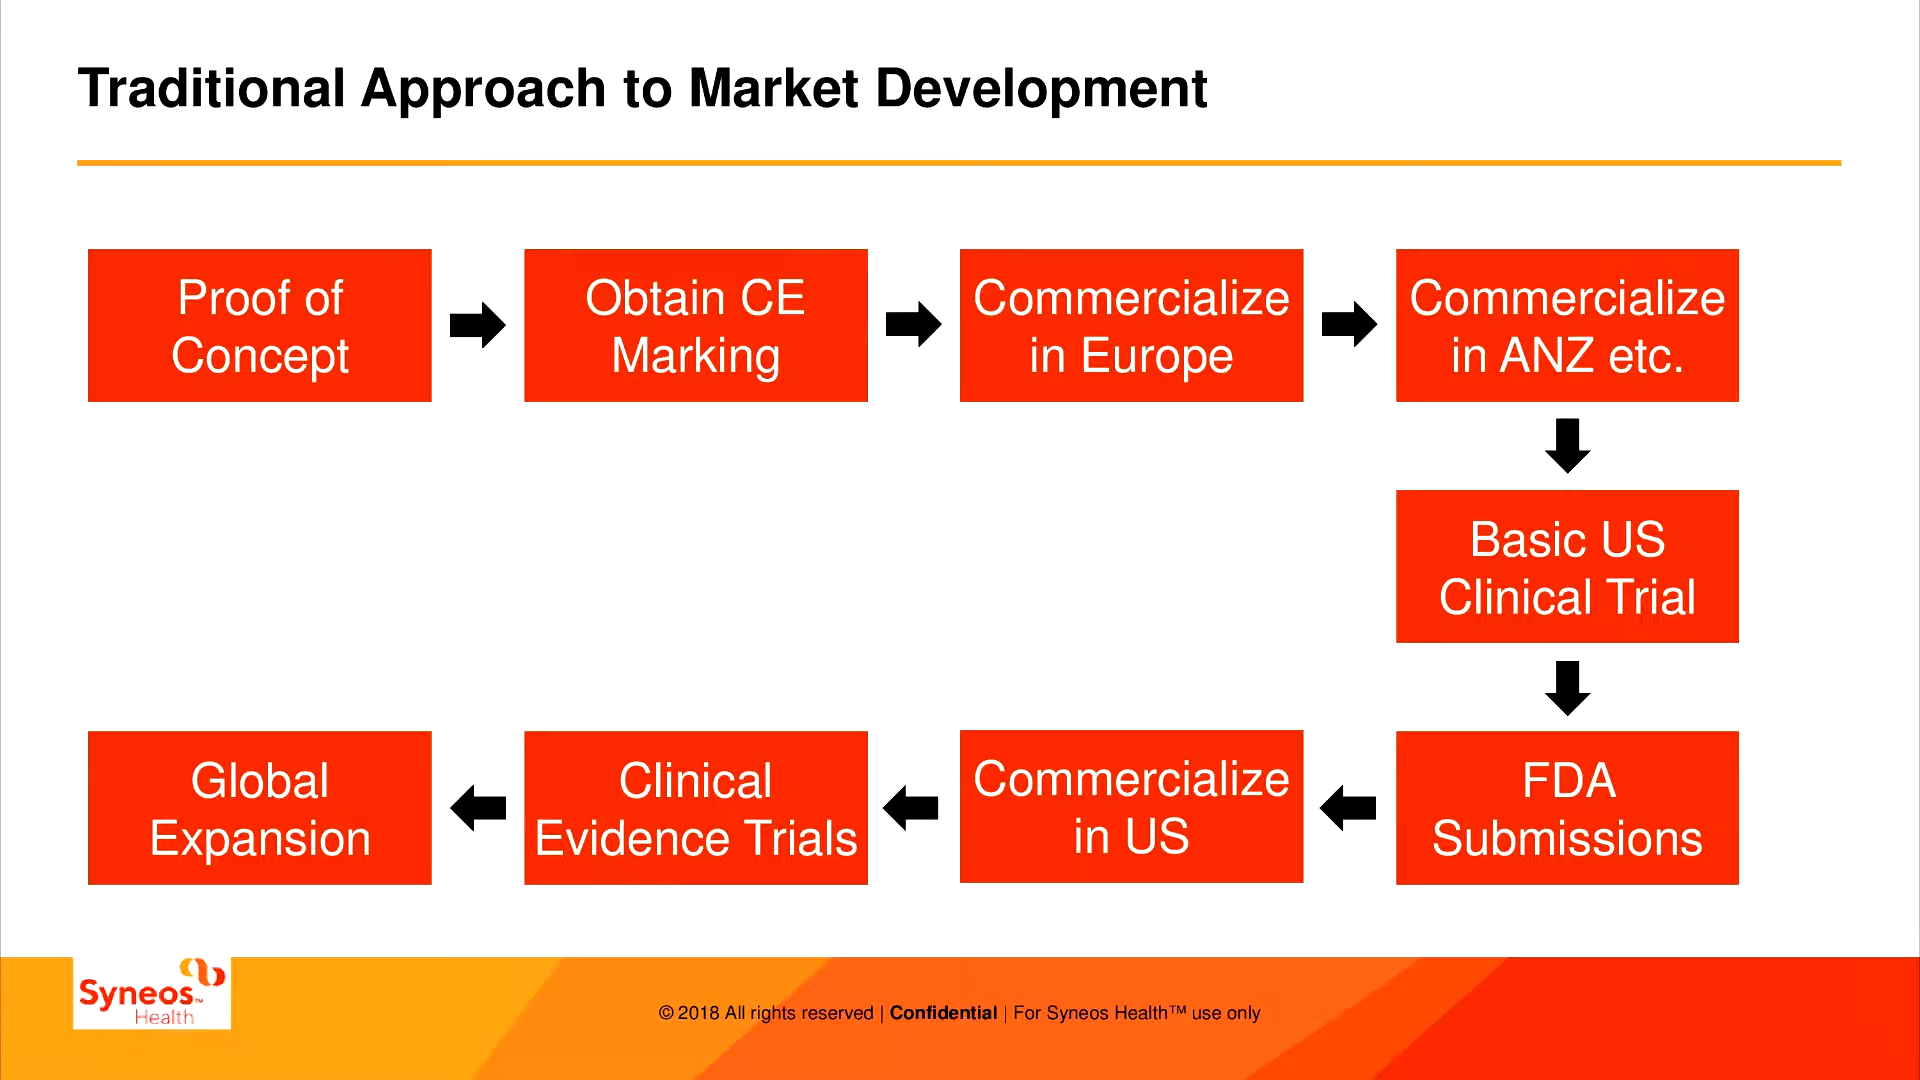 Traditional Approach to Market Development
Proof of
Concept
Obtain CE
Marking
Commercialize
in Europe
Commercialize
in ANZ etc.
Basic US
Clinical Trial
FDA
Submissions
Commercialize
in US
Clinical
Evidence Trials
Global
Expansion
Syneos™
Health
© 2018 All rights reserved | Confidential | For Syneos Health™ use only